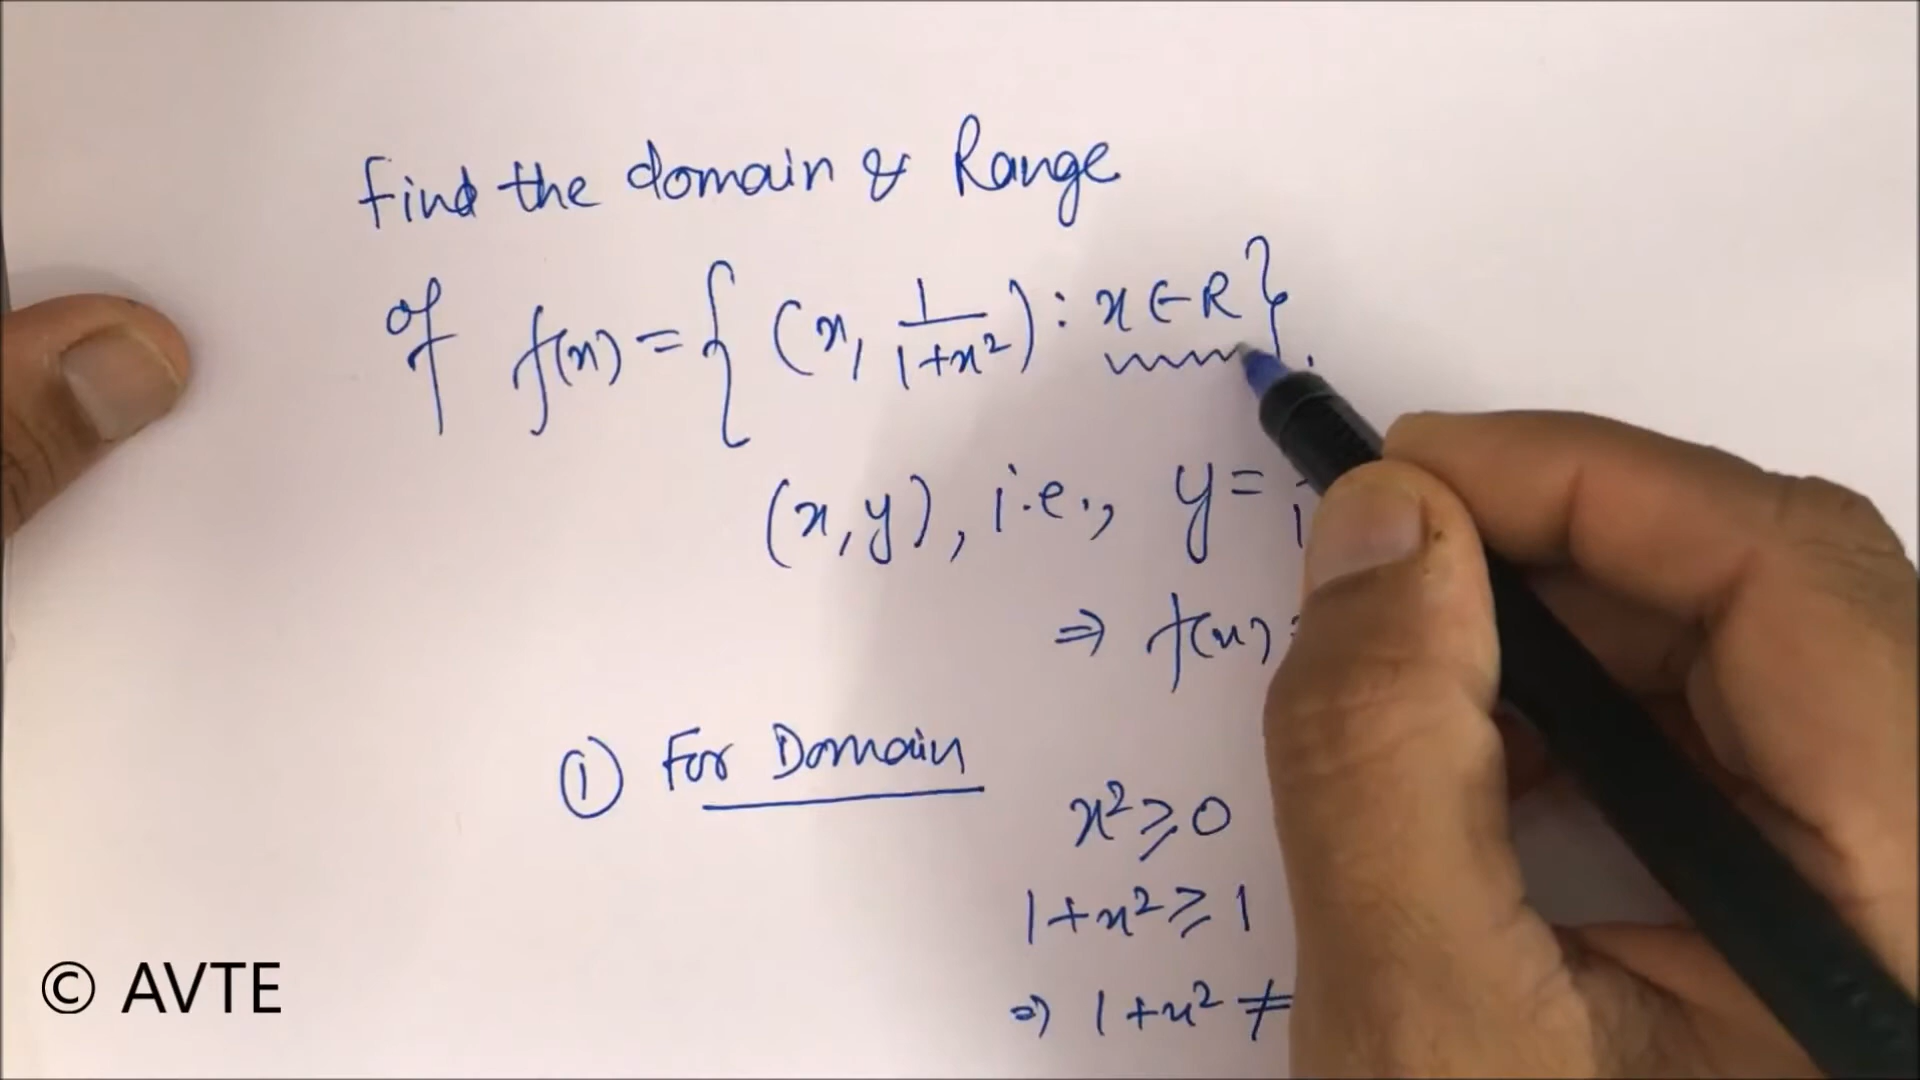 Find the domain & Range
of f(x) = { (x, 1/(1+x²)) : x ∈ R }.
(x, y), i.e., y =
⇒ f(x)
① For Domain
x² ⩾ 0
1+x² ⩾ 1
⇒ 1+x² ≠
© AVTE